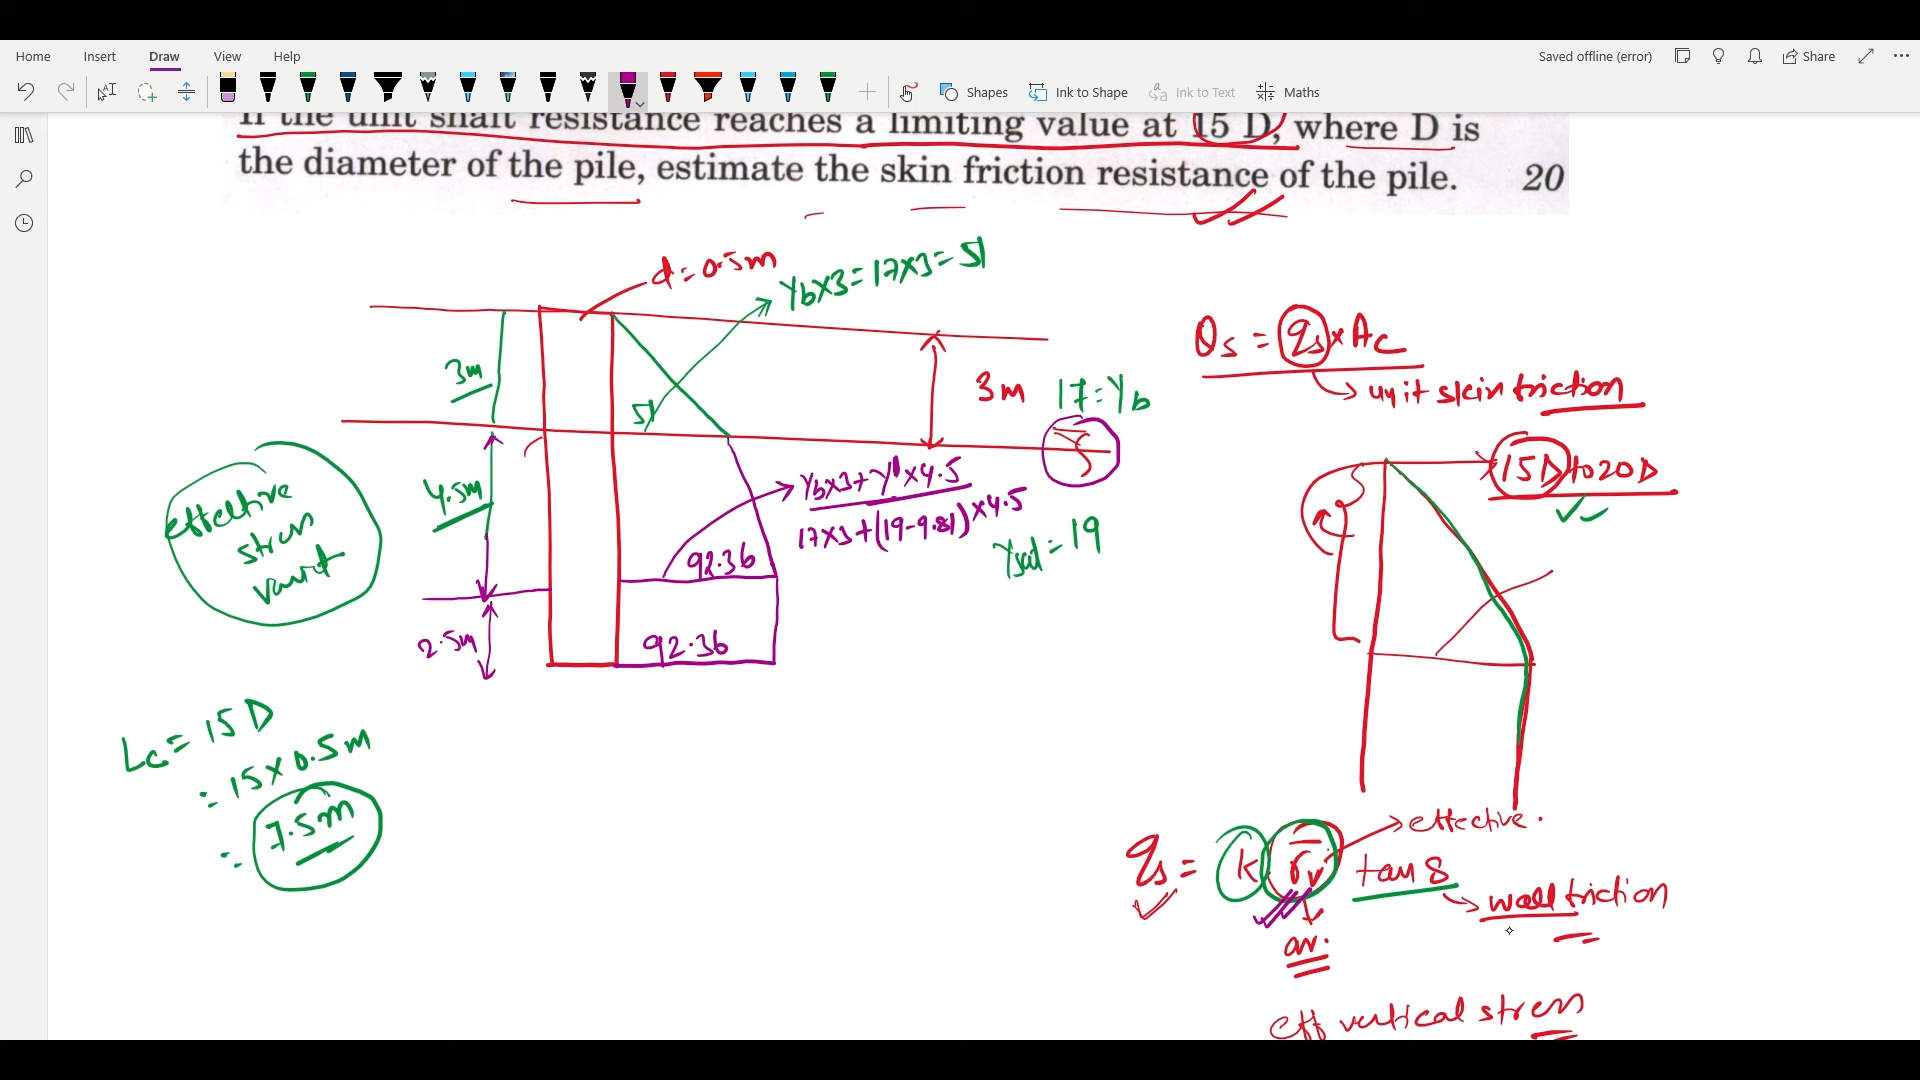 Home Insert Draw View Help
Saved offline (error) Share
Shapes Ink to Shape Ink to Text Maths
If the unit shaft resistance reaches a limiting value at 15 D, where D is
the diameter of the pile, estimate the skin friction resistance of the pile. 20
d = 0.5m
γb×3 = 17×3 = 51
3m
51
3m
17 = γb
4.5m
γb×3 + γ'×4.5
17×3 + (19-9.81)×4.5
γsat = 19
92.36
92.36
2.5m
effective
stress
Lc = 15 D
= 15 × 0.5m
= 7.5m
Qs = qs × Ac
unit skin friction
15D to 20D
qs = k σv tan δ
effective.
wall friction
av.
eff vertical stress